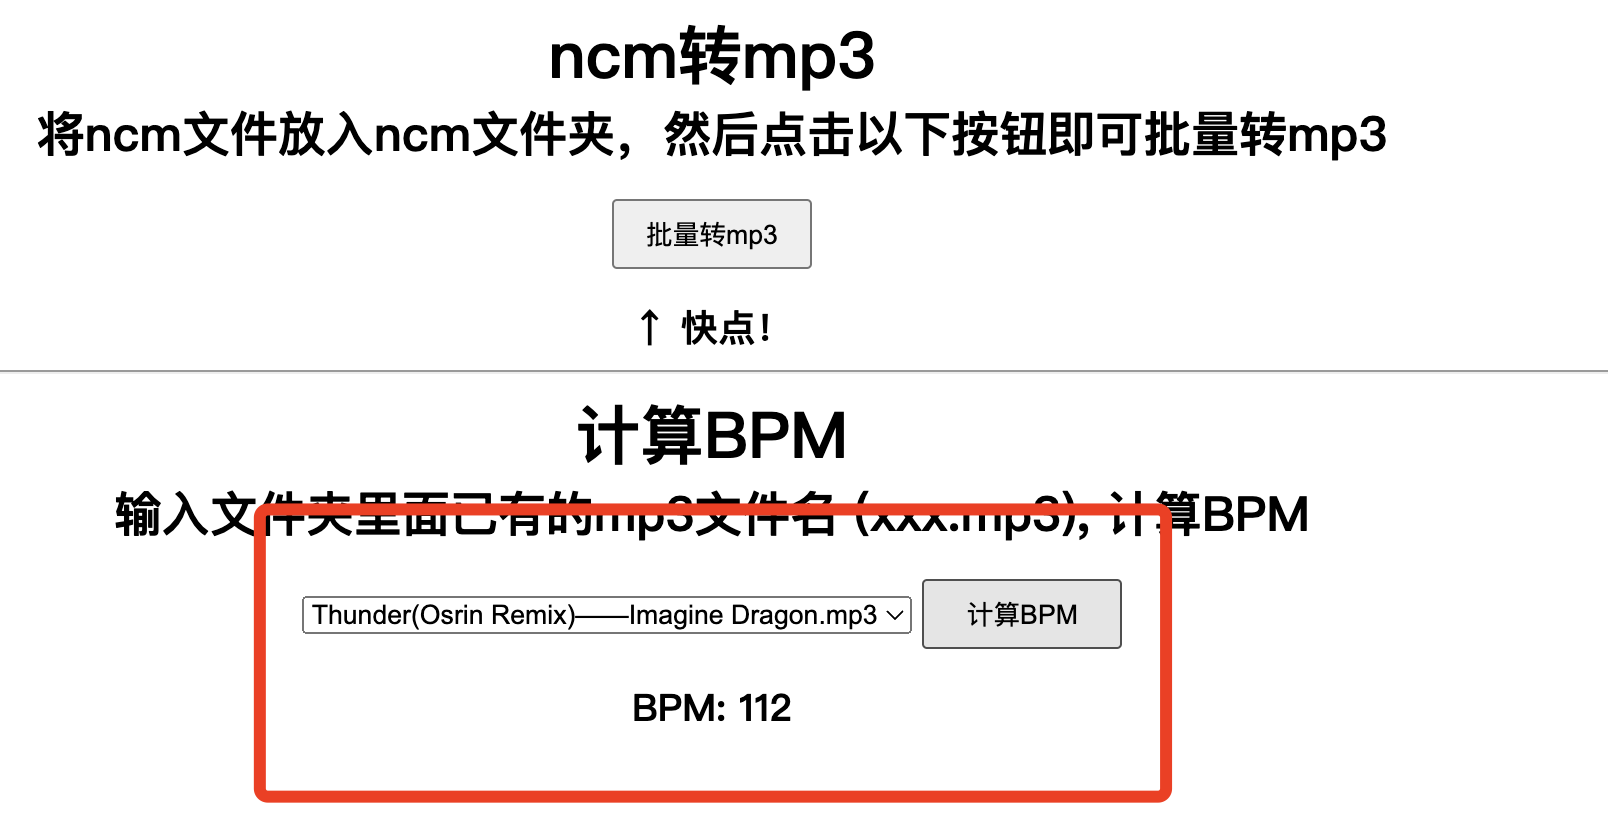 ncm转mp3
将ncm文件放入ncm文件夹，然后点击以下按钮即可批量转mp3
批量转mp3
↑ 快点！
计算BPM
输入文件夹里面已有的mp3文件名 (xxx.mp3), 计算BPM
Thunder(Osrin Remix)——Imagine Dragon.mp3 计算BPM
BPM: 112